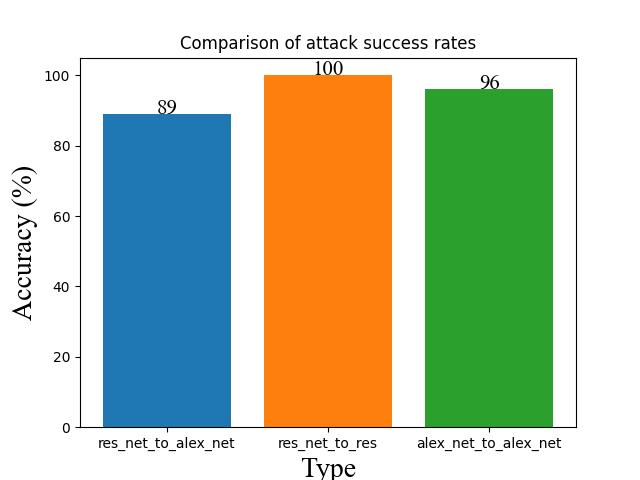 Comparison of attack success rates
Accuracy (%)
100
80
60
40
20
0
89
100
96
res_net_to_alex_net
res_net_to_res
alex_net_to_alex_net
Type